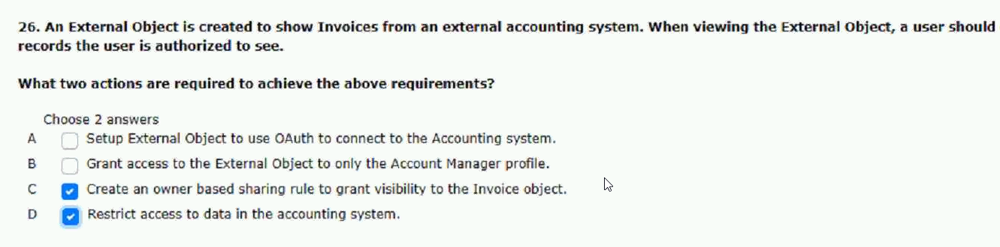 26. An External Object is created to show Invoices from an external accounting system. When viewing the External Object, a user should
records the user is authorized to see.
What two actions are required to achieve the above requirements?
Choose 2 answers
A Setup External Object to use OAuth to connect to the Accounting system.
B Grant access to the External Object to only the Account Manager profile.
C Create an owner based sharing rule to grant visibility to the Invoice object.
D Restrict access to data in the accounting system.